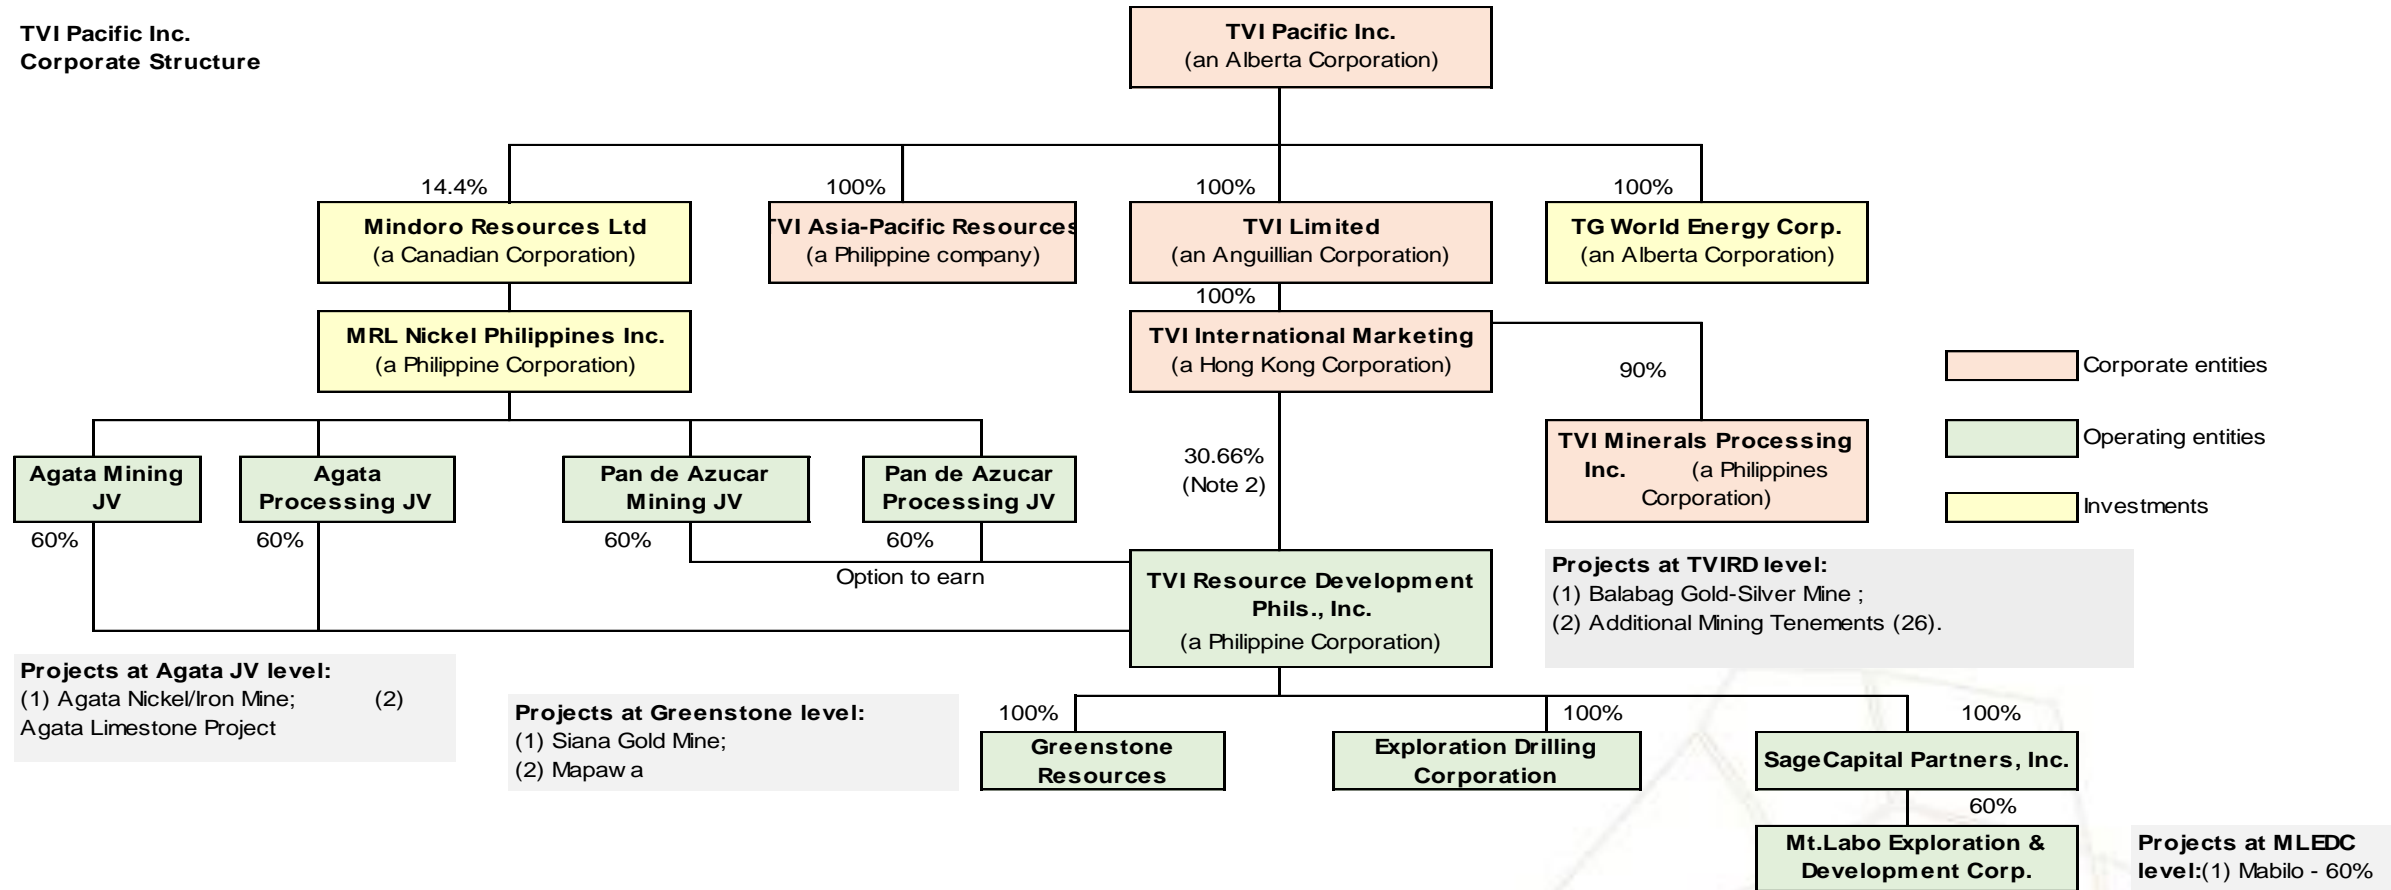 TVI Pacific Inc.
Corporate Structure
TVI Pacific Inc.
(an Alberta Corporation)
14.4%
100%
100%
100%
Mindoro Resources Ltd
(a Canadian Corporation)
TVI Asia-Pacific Resources
(a Philippine company)
TVI Limited
(an Anguillian Corporation)
TG World Energy Corp.
(an Alberta Corporation)
100%
MRL Nickel Philippines Inc.
(a Philippine Corporation)
TVI International Marketing
(a Hong Kong Corporation)
90%
Corporate entities
Operating entities
Investments
Agata Mining
JV
Agata
Processing JV
Pan de Azucar
Mining JV
Pan de Azucar
Processing JV
30.66%
(Note 2)
TVI Minerals Processing
Inc. (a Philippines
Corporation)
60%
60%
60%
60%
Option to earn
TVI Resource Development
Phils., Inc.
(a Philippine Corporation)
Projects at TVIRD level:
(1) Balabag Gold-Silver Mine ;
(2) Additional Mining Tenements (26).
Projects at Agata JV level:
(1) Agata Nickel/Iron Mine; (2)
Agata Limestone Project
Projects at Greenstone level:
(1) Siana Gold Mine;
(2) Mapawa
100%
100%
100%
Greenstone
Resources
Exploration Drilling
Corporation
SageCapital Partners, Inc.
60%
Mt.Labo Exploration &
Development Corp.
Projects at MLEDC
level:(1) Mabilo - 60%